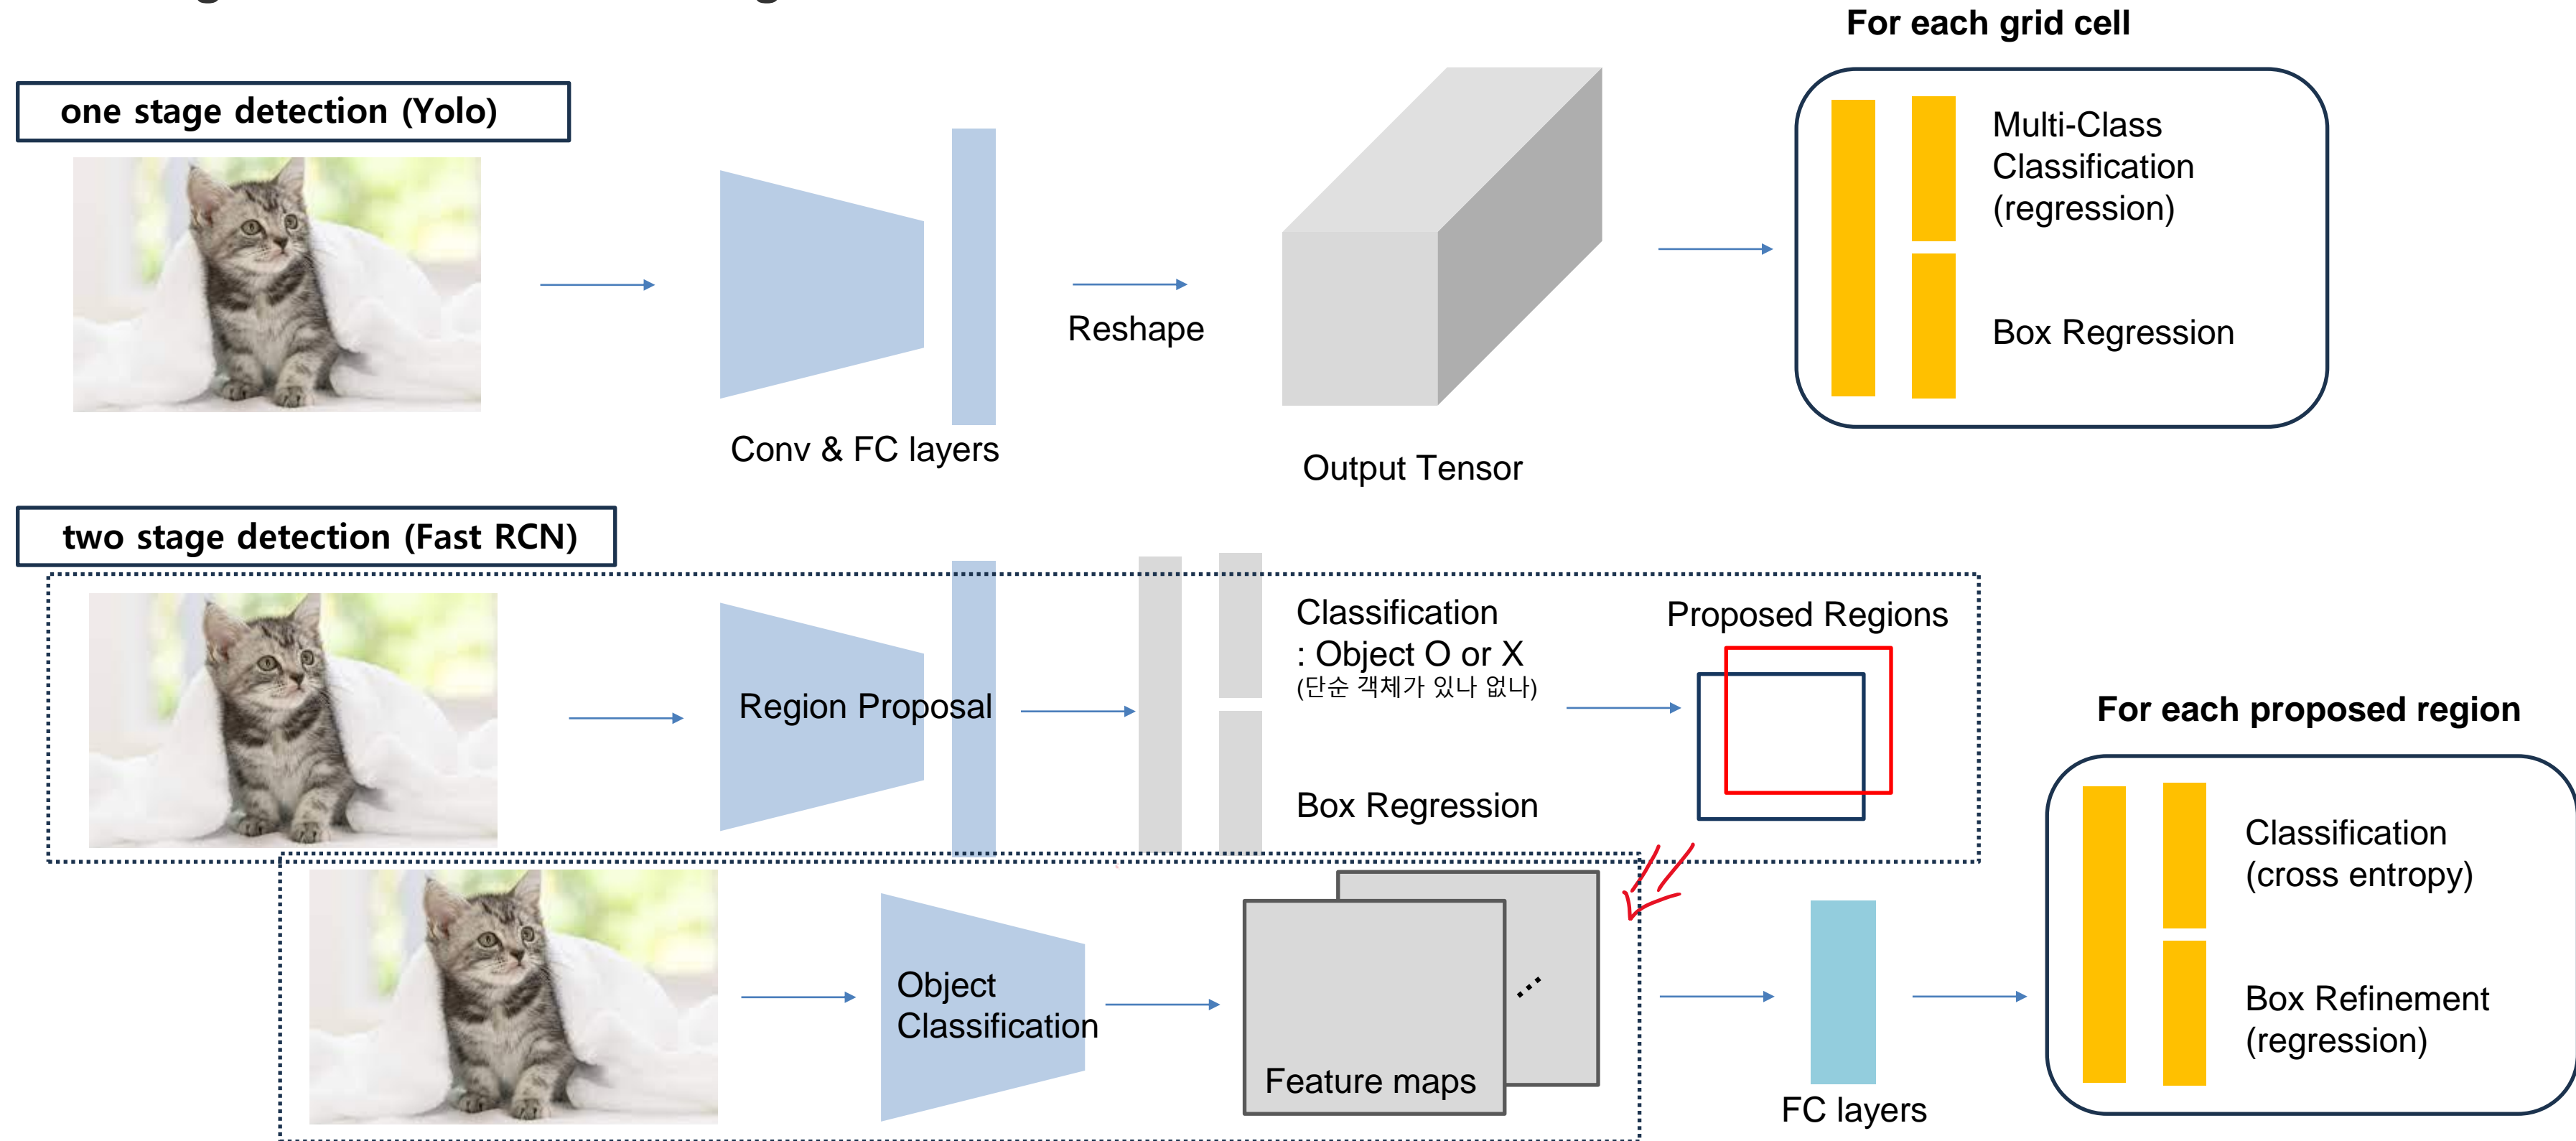 For each grid cell
one stage detection (Yolo)
Multi-Class
Classification
(regression)
Box Regression
Reshape
Conv & FC layers
Output Tensor
two stage detection (Fast RCN)
Classification
: Object O or X
(단순 객체가 있나 없나)
Proposed Regions
Region Proposal
Box Regression
For each proposed region
Classification
(cross entropy)
Object
Classification
Box Refinement
(regression)
Feature maps
FC layers